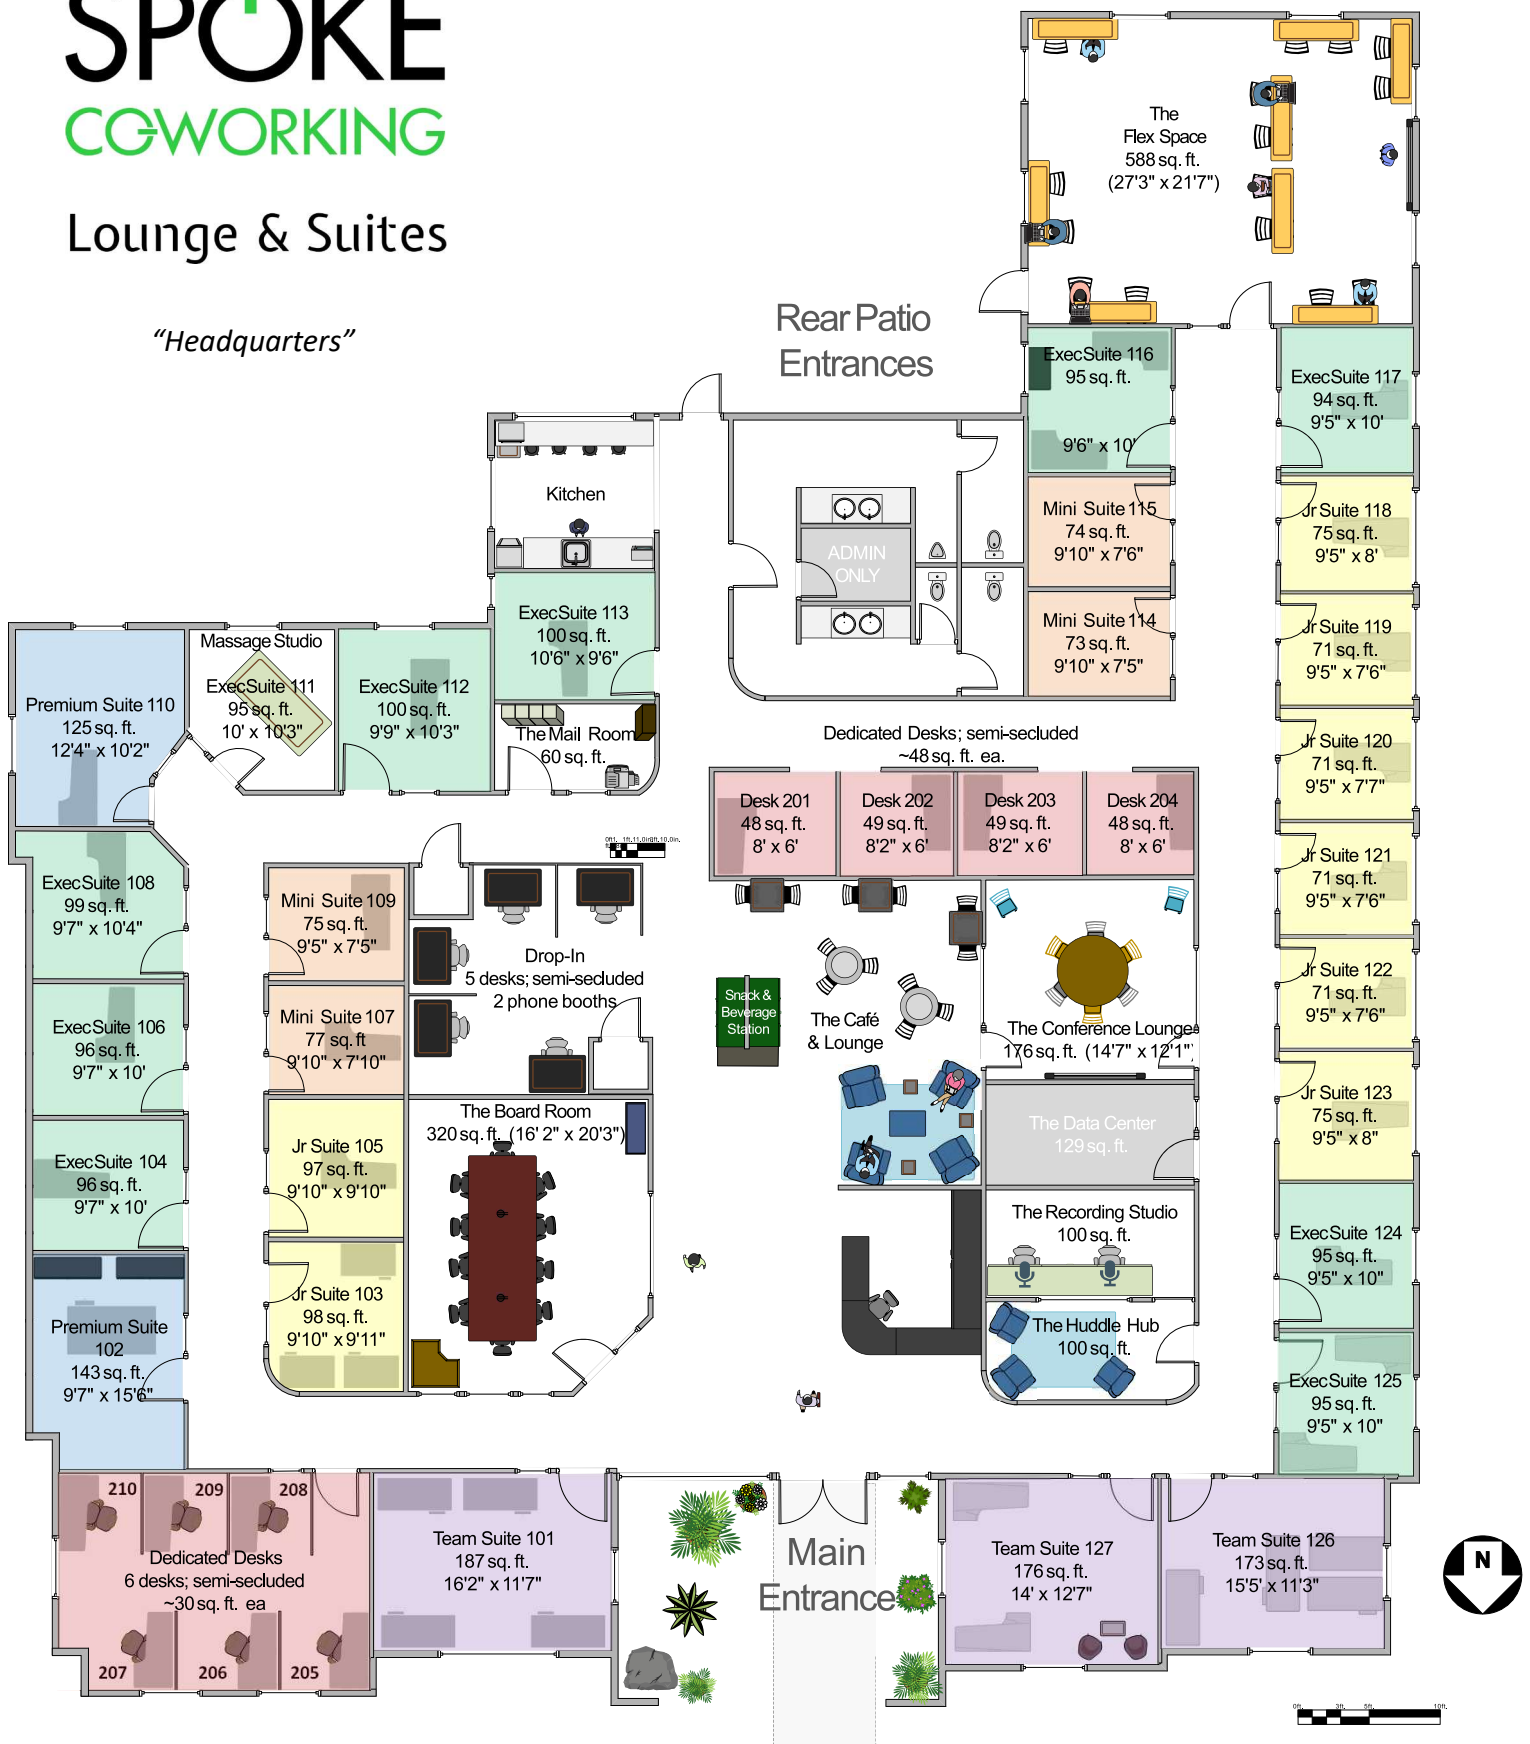 SPOKE
COWORKING
Lounge & Suites
“Headquarters”
The
Flex Space
588 sq. ft.
(27'3" x 21'7")
Rear Patio
Entrances
ExecSuite 116
95 sq. ft.
9'6" x 10'
ExecSuite 117
94 sq. ft.
9'5" x 10'
Kitchen
ADMIN
ONLY
Mini Suite 115
74 sq. ft.
9'10" x 7'6"
Jr Suite 118
75 sq. ft.
9'5" x 8'
ExecSuite 113
100 sq. ft.
10'6" x 9'6"
Mini Suite 114
73 sq. ft.
9'10" x 7'5"
Jr Suite 119
71 sq. ft.
9'5" x 7'6"
Massage Studio
ExecSuite 111
95 sq. ft.
10' x 10'3"
Premium Suite 110
125 sq. ft.
12'4" x 10'2"
ExecSuite 112
100 sq. ft.
9'9" x 10'3"
The Mail Room
60 sq. ft.
Dedicated Desks; semi-secluded
~48 sq. ft. ea.
Jr Suite 120
71 sq. ft.
9'5" x 7'7"
Desk 201
48 sq. ft.
8' x 6'
Desk 202
49 sq. ft.
8'2" x 6'
Desk 203
49 sq. ft.
8'2" x 6'
Desk 204
48 sq. ft.
8' x 6'
Jr Suite 121
71 sq. ft.
9'5" x 7'6"
ExecSuite 108
99 sq. ft.
9'7" x 10'4"
Mini Suite 109
75 sq. ft.
9'5" x 7'5"
Drop-In
5 desks; semi-secluded
2 phone booths
Jr Suite 122
71 sq. ft.
9'5" x 7'6"
Snack &
Beverage
Station
The Café
& Lounge
The Conference Lounge
176 sq. ft. (14'7" x 12'1")
ExecSuite 106
96 sq. ft.
9'7" x 10'
Mini Suite 107
77 sq. ft
9'10" x 7'10"
Jr Suite 123
75 sq. ft.
9'5" x 8"
The Board Room
320 sq. ft. (16' 2" x 20'3")
The Data Center
129 sq. ft.
ExecSuite 104
96 sq. ft.
9'7" x 10'
Jr Suite 105
97 sq. ft.
9'10" x 9'10"
The Recording Studio
100 sq. ft.
ExecSuite 124
95 sq. ft.
9'5" x 10"
Premium Suite
102
143 sq. ft.
9'7" x 15'6"
Jr Suite 103
98 sq. ft.
9'10" x 9'11"
The Huddle Hub
100 sq. ft.
ExecSuite 125
95 sq. ft.
9'5" x 10"
210
209
208
Dedicated Desks
6 desks; semi-secluded
~30 sq. ft. ea
207
206
205
Team Suite 101
187 sq. ft.
16'2" x 11'7"
Main
Entrance
Team Suite 127
176 sq. ft.
14' x 12'7"
Team Suite 126
173 sq. ft.
15'5' x 11'3"
N
0ft. 3ft. 5ft. 10ft.